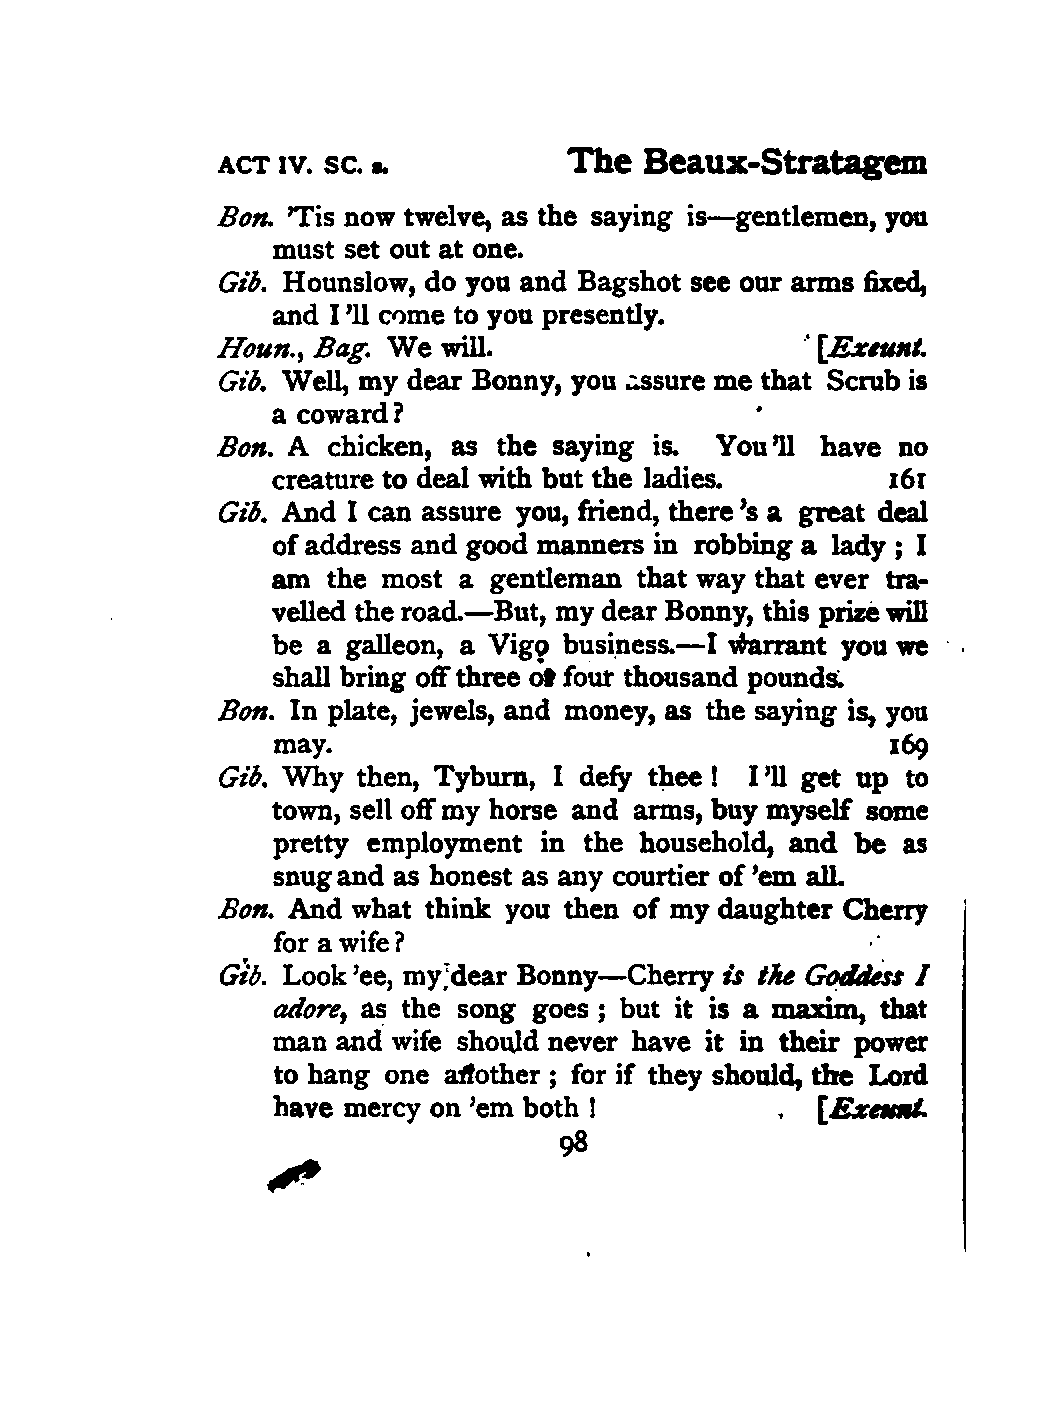 ACT IV. SC. 2. The Beaux-Stratagem
Bon. 'Tis now twelve, as the saying is—gentlemen, you
must set out at one.
Gib. Hounslow, do you and Bagshot see our arms fixed,
and I'll come to you presently.
Houn., Bag. We will. [Exeunt.
Gib. Well, my dear Bonny, you assure me that Scrub is
a coward?
Bon. A chicken, as the saying is. You'll have no
creature to deal with but the ladies. 161
Gib. And I can assure you, friend, there's a great deal
of address and good manners in robbing a lady; I
am the most a gentleman that way that ever tra-
velled the road.—But, my dear Bonny, this prize will
be a galleon, a Vigo business.—I warrant you we
shall bring off three or four thousand pounds.
Bon. In plate, jewels, and money, as the saying is, you
may. 169
Gib. Why then, Tyburn, I defy thee! I'll get up to
town, sell off my horse and arms, buy myself some
pretty employment in the household, and be as
snug and as honest as any courtier of 'em all.
Bon. And what think you then of my daughter Cherry
for a wife?
Gib. Look 'ee, my dear Bonny—Cherry is the Goddess I
adore, as the song goes; but it is a maxim, that
man and wife should never have it in their power
to hang one another; for if they should, the Lord
have mercy on 'em both! [Exeunt.
98